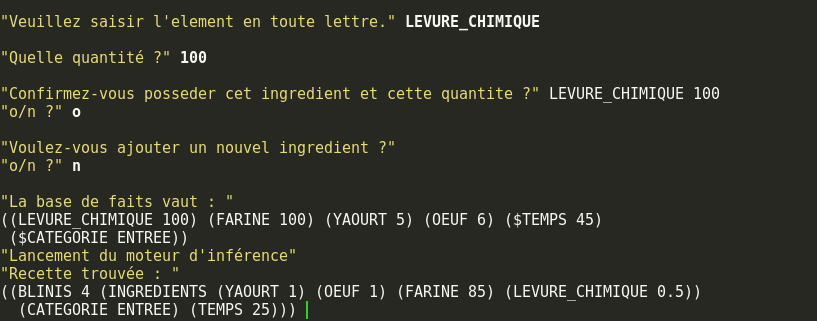 "Veuillez saisir l'element en toute lettre." LEVURE_CHIMIQUE
"Quelle quantité ?" 100
"Confirmez-vous posseder cet ingredient et cette quantite ?" LEVURE_CHIMIQUE 100
"o/n ?" o
"Voulez-vous ajouter un nouvel ingredient ?"
"o/n ?" n
"La base de faits vaut : "
((LEVURE_CHIMIQUE 100) (FARINE 100) (YAOURT 5) (OEUF 6) ($TEMPS 45)
 ($CATEGORIE ENTREE))
"Lancement du moteur d'inférence"
"Recette trouvée : "
((BLINIS 4 (INGREDIENTS (YAOURT 1) (OEUF 1) (FARINE 85) (LEVURE_CHIMIQUE 0.5))
  (CATEGORIE ENTREE) (TEMPS 25)))